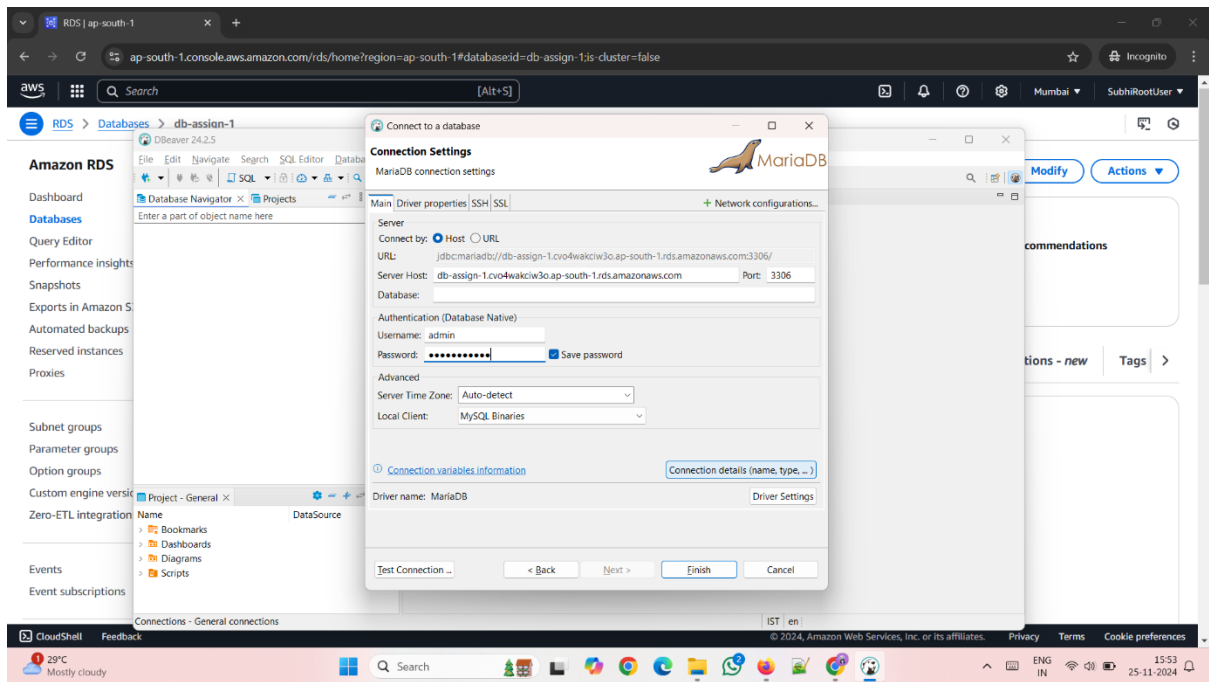 RDS | ap-south-1
ap-south-1.console.aws.amazon.com/rds/home?region=ap-south-1#database:id=db-assign-1;is-cluster=false
Incognito
aws
Search
[Alt+S]
Mumbai
SubhiRootUser
RDS > Databases > db-assign-1
Amazon RDS
Dashboard
Databases
Query Editor
Performance insights
Snapshots
Exports in Amazon S
Automated backups
Reserved instances
Proxies
Subnet groups
Parameter groups
Option groups
Custom engine versic
Zero-ETL integration
Events
Event subscriptions
DBeaver 24.2.5
File Edit Navigate Search SQL Editor Databa
SQL
Database Navigator Projects
Enter a part of object name here
Project - General
Name DataSource
Bookmarks
Dashboards
Diagrams
Scripts
Connections - General connections
IST en
Connect to a database
Connection Settings
MariaDB connection settings
MariaDB
Main Driver properties SSH SSL
+ Network configurations...
Server
Connect by: Host URL
URL: jdbc:mariadb://db-assign-1.cvo4wakciw3o.ap-south-1.rds.amazonaws.com:3306/
Server Host: db-assign-1.cvo4wakciw3o.ap-south-1.rds.amazonaws.com Port: 3306
Database:
Authentication (Database Native)
Username: admin
Password: ●●●●●●●●●●● Save password
Advanced
Server Time Zone: Auto-detect
Local Client: MySQL Binaries
Connection variables information
Connection details (name, type, ... )
Driver name: MariaDB
Driver Settings
Test Connection ...
< Back
Next >
Finish
Cancel
Modify
Actions
commendations
tions - new
Tags
CloudShell Feedback
© 2024, Amazon Web Services, Inc. or its affiliates. Privacy Terms Cookie preferences
1
29°C
Mostly cloudy
Search
2
ENG
IN
15:53
25-11-2024